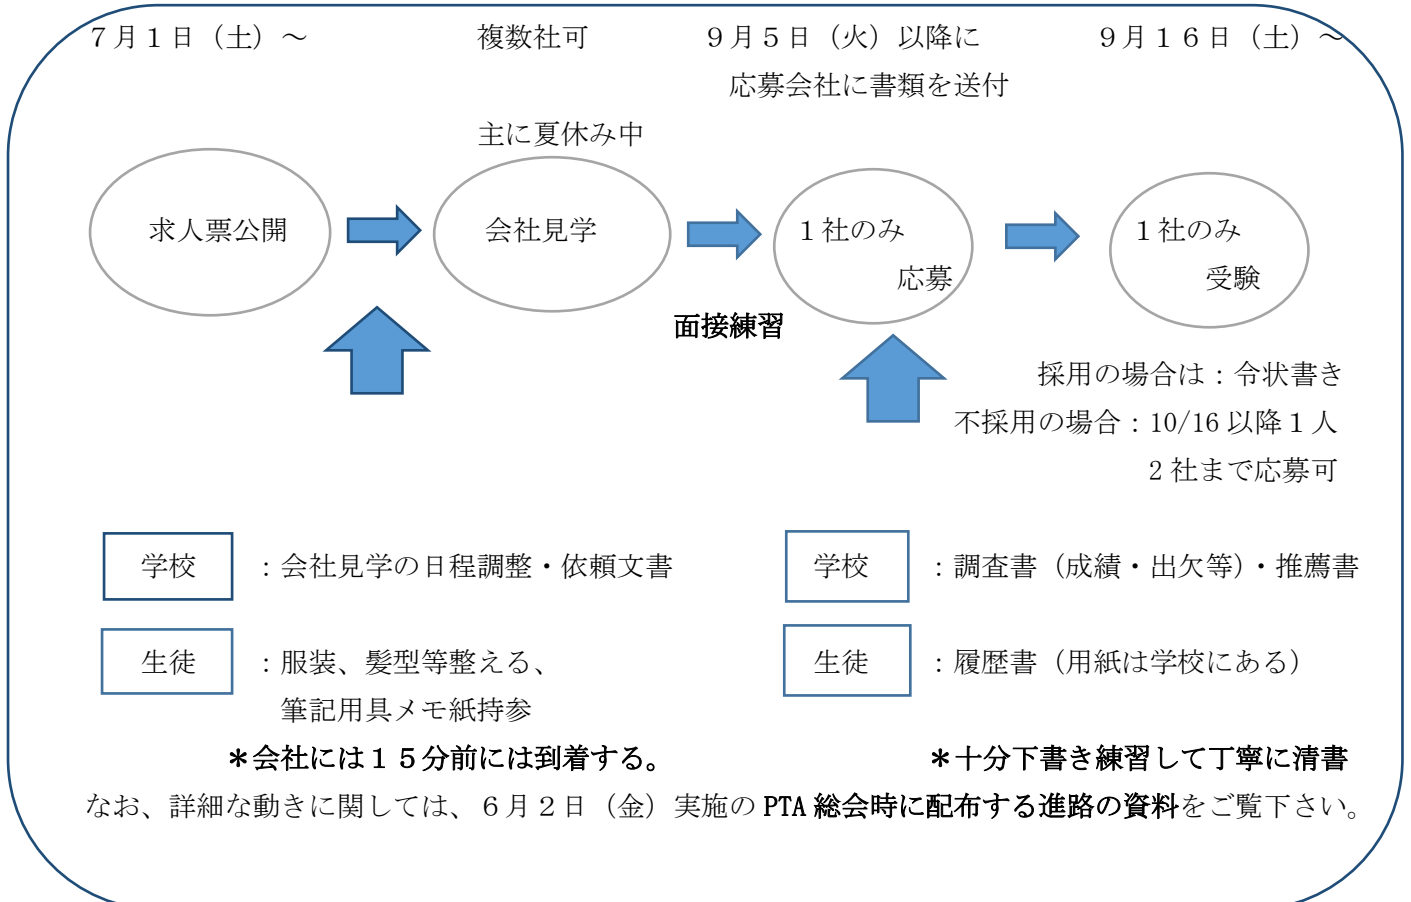 ７月１日（土）～　複数社可　９月５日（火）以降に　９月１６日（土）～
応募会社に書類を送付
主に夏休み中
求人票公開　会社見学　１社のみ　１社のみ
応募　受験
面接練習
採用の場合は：令状書き
不採用の場合：10/16 以降１人
２社まで応募可
学校　：会社見学の日程調整・依頼文書　学校　：調査書（成績・出欠等）・推薦書
生徒　：服装、髪型等整える、　生徒　：履歴書（用紙は学校にある）
筆記用具メモ紙持参
＊会社には１５分前には到着する。　＊十分下書き練習して丁寧に清書
なお、詳細な動きに関しては、６月２日（金）実施の PTA 総会時に配布する進路の資料をご覧下さい。